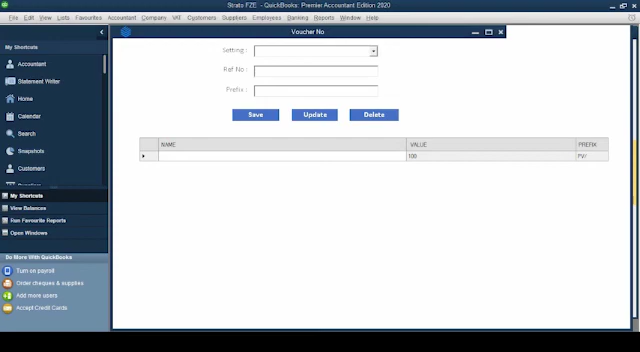 Strats FZE - QuickBooks: Premier Accountant Edition 2020
File Edit View Lists Favourites Accountant Company VAT Customers Suppliers Employees Banking Reports Window Help
My Shortcuts
Accountant
Statement Writer
Home
Calendar
Search
Snapshots
Customers
My Shortcuts
View Balances
Run Favourite Reports
Open Windows
Do More With QuickBooks
Turn on payroll
Order cheques & supplies
Add more users
Accept Credit Cards
Voucher No
Setting :
Ref No :
Prefix :
Save Update Delete
NAME VALUE PREFIX
100 PV/